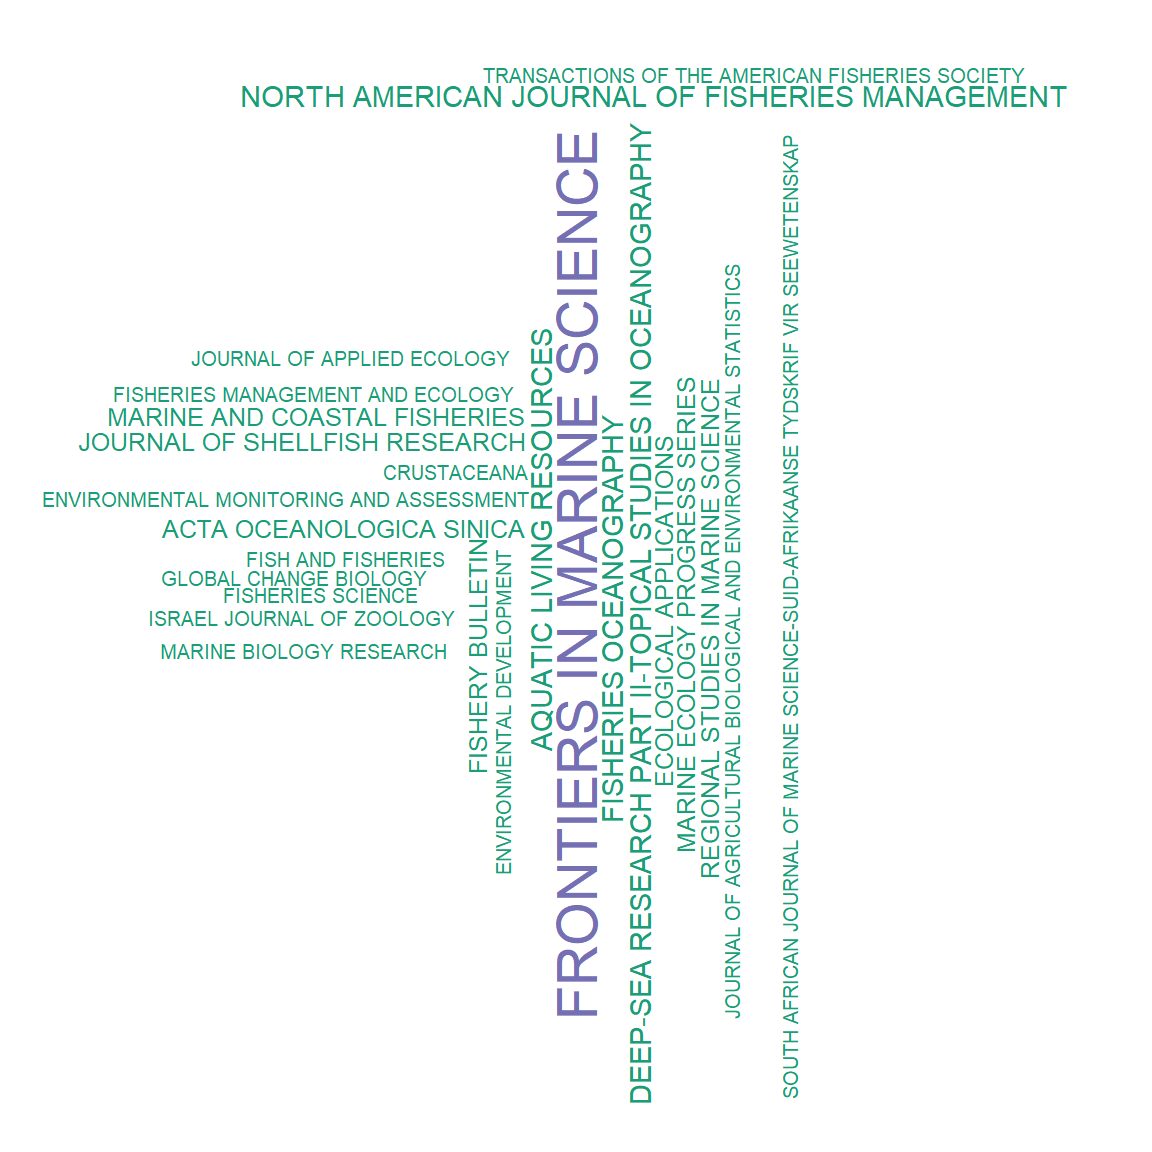 TRANSACTIONS OF THE AMERICAN FISHERIES SOCIETY
NORTH AMERICAN JOURNAL OF FISHERIES MANAGEMENT
JOURNAL OF APPLIED ECOLOGY
FISHERIES MANAGEMENT AND ECOLOGY
MARINE AND COASTAL FISHERIES
JOURNAL OF SHELLFISH RESEARCH
CRUSTACEANA
ENVIRONMENTAL MONITORING AND ASSESSMENT
ACTA OCEANOLOGICA SINICA
FISH AND FISHERIES
GLOBAL CHANGE BIOLOGY
FISHERIES SCIENCE
ISRAEL JOURNAL OF ZOOLOGY
MARINE BIOLOGY RESEARCH
FISHERY BULLETIN
ENVIRONMENTAL DEVELOPMENT
AQUATIC LIVING RESOURCES
FRONTIERS IN MARINE SCIENCE
FISHERIES OCEANOGRAPHY
DEEP-SEA RESEARCH PART II-TOPICAL STUDIES IN OCEANOGRAPHY
ECOLOGICAL APPLICATIONS
MARINE ECOLOGY PROGRESS SERIES
REGIONAL STUDIES IN MARINE SCIENCE
JOURNAL OF AGRICULTURAL BIOLOGICAL AND ENVIRONMENTAL STATISTICS
SOUTH AFRICAN JOURNAL OF MARINE SCIENCE-SUID-AFRIKAANSE TYDSKRIF VIR SEEWETENSKAP